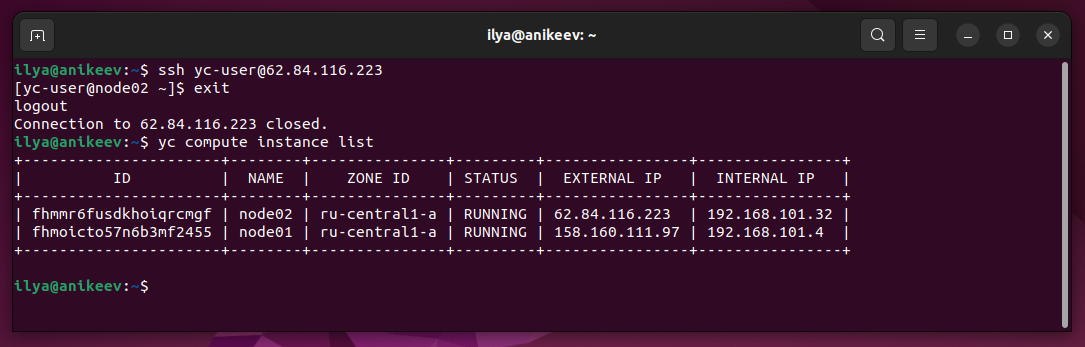 ilya@anikeev: ~
ilya@anikeev:~$ ssh yc-user@62.84.116.223
[yc-user@node02 ~]$ exit
logout
Connection to 62.84.116.223 closed.
ilya@anikeev:~$ yc compute instance list
+----------------------+--------+---------------+---------+----------------+----------------+
|          ID          |  NAME  |    ZONE ID    | STATUS  |  EXTERNAL IP   |  INTERNAL IP   |
+----------------------+--------+---------------+---------+----------------+----------------+
| fhmmr6fusdkhoiqrcmgf | node02 | ru-central1-a | RUNNING | 62.84.116.223  | 192.168.101.32 |
| fhmoicto57n6b3mf2455 | node01 | ru-central1-a | RUNNING | 158.160.111.97 | 192.168.101.4  |
+----------------------+--------+---------------+---------+----------------+----------------+
ilya@anikeev:~$